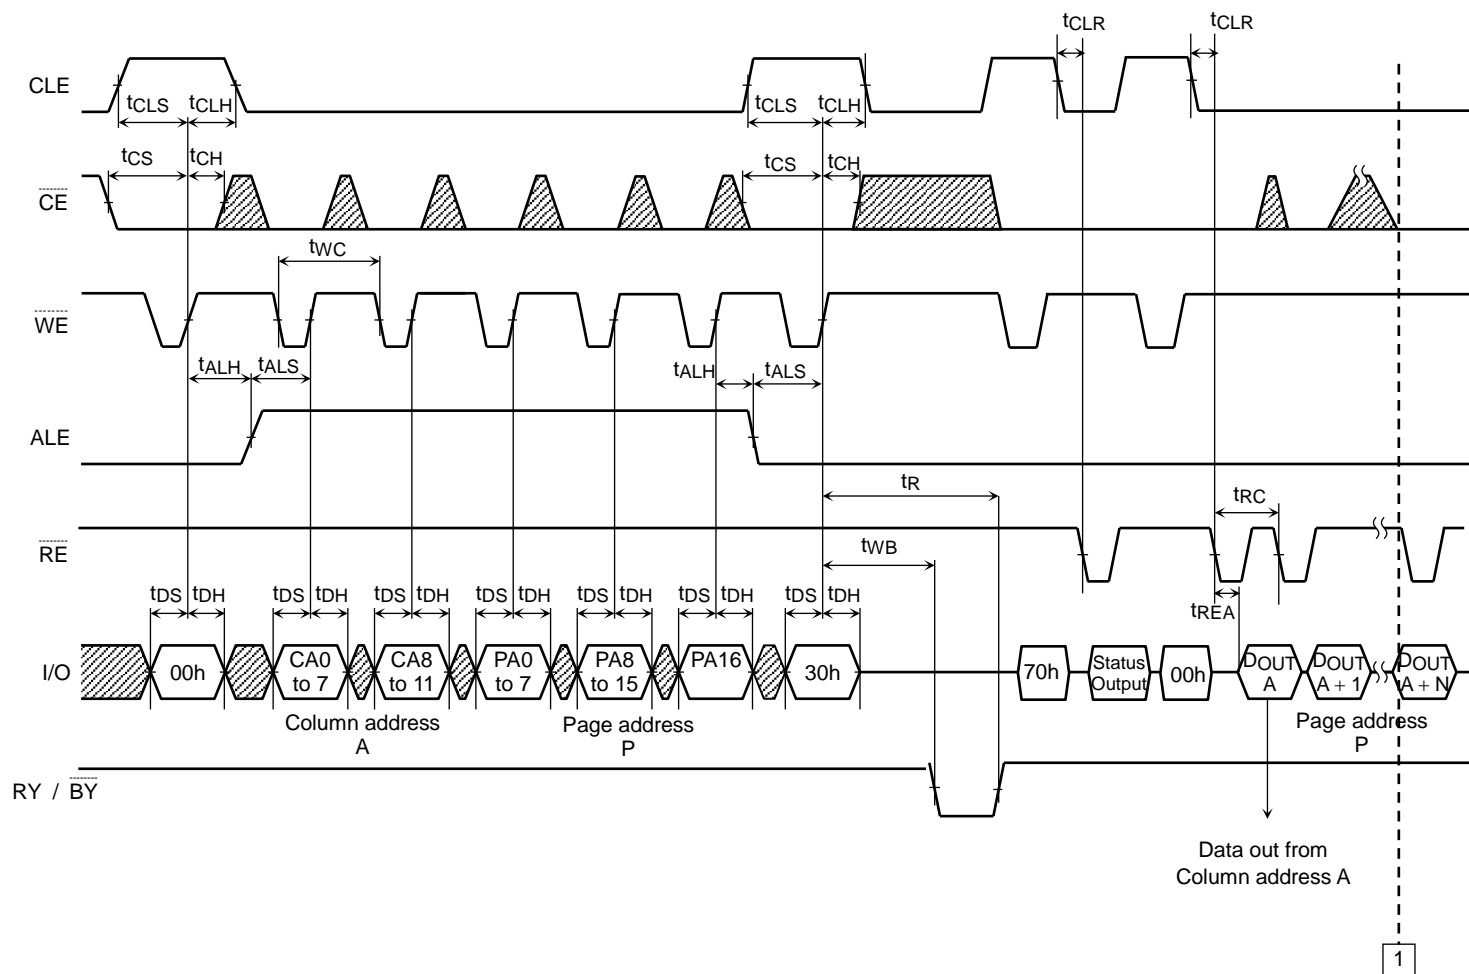 tCLR tCLR
CLE
tCLS tCLH tCLS tCLH
tCS tCH tCS tCH
CE
tWC
WE
tALH tALS tALH tALS
ALE
tR
tRC
RE
tWB
tDS tDH tDS tDH tDS tDH tDS tDH tDS tDH tDS tDH tDS tDH
tREA
I/O
00h
CA0
to 7
CA8
to 11
PA0
to 7
PA8
to 15
PA16
30h
70h
Status
Output
00h
DOUT
A
DOUT
A + 1
DOUT
A + N
Column address
A
Page address
P
Page address
P
RY / BY
Data out from
Column address A
1